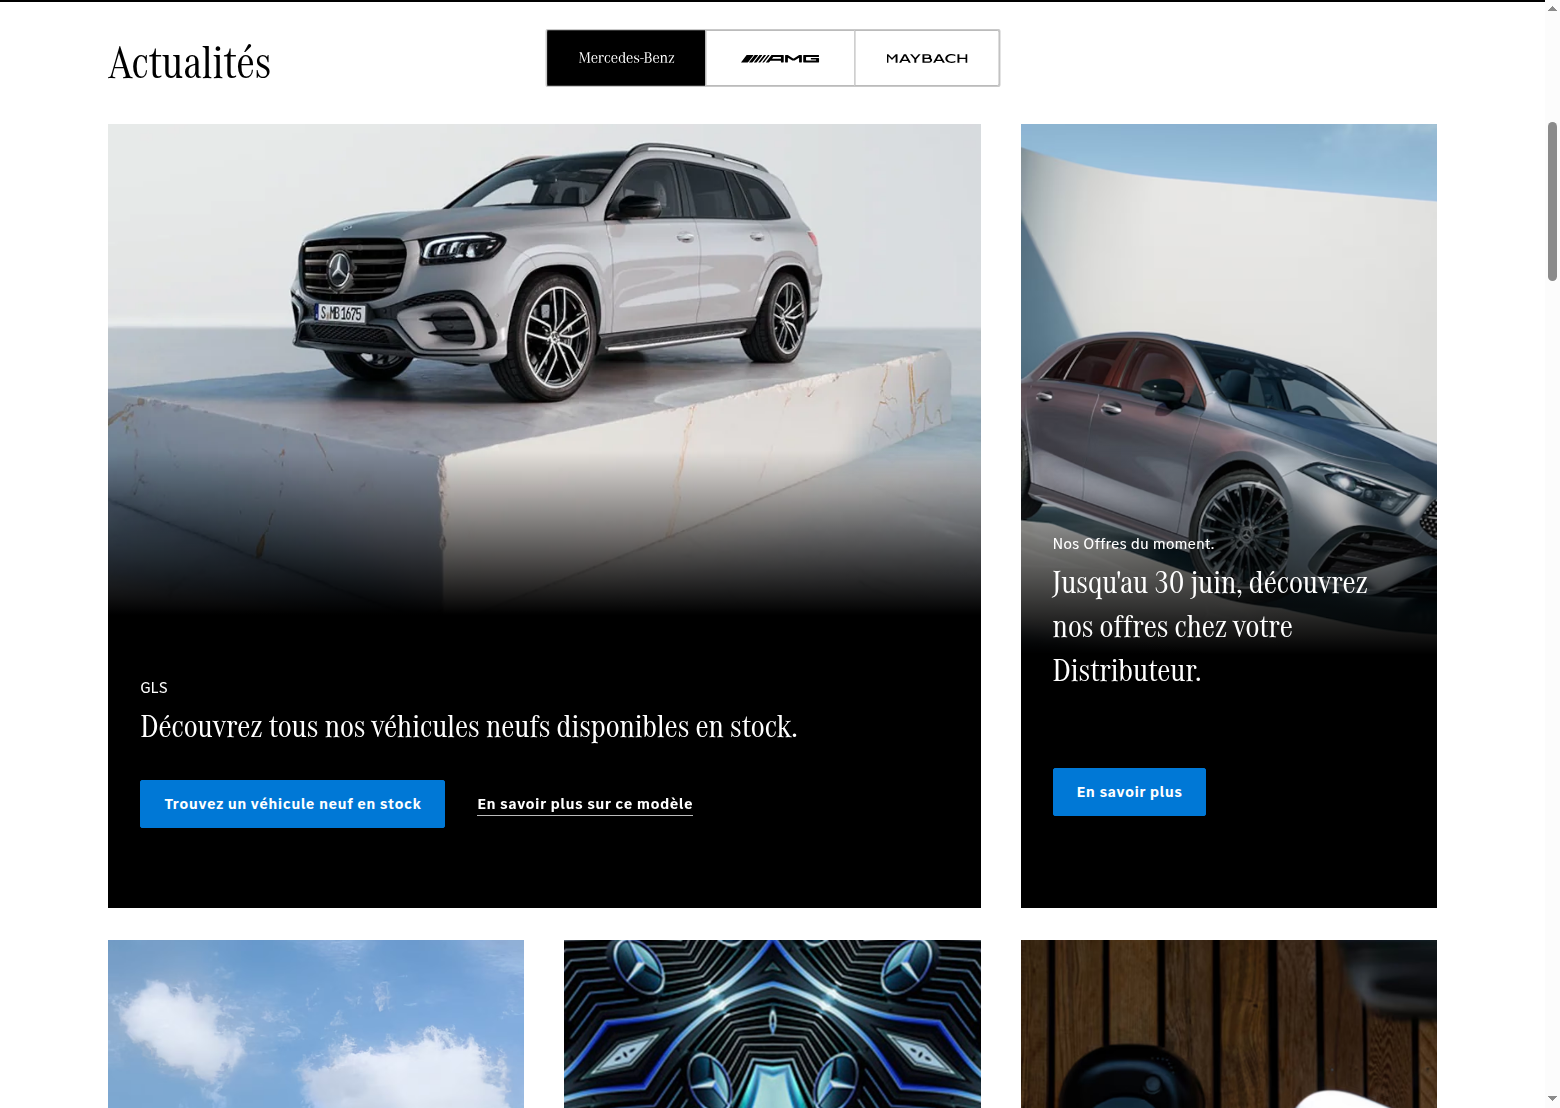 Actualités
Mercedes-Benz
AMG
MAYBACH
S MB 1675
GLS
Découvrez tous nos véhicules neufs disponibles en stock.
Trouvez un véhicule neuf en stock
En savoir plus sur ce modèle
Nos Offres du moment.
Jusqu'au 30 juin, découvrez
nos offres chez votre
Distributeur.
En savoir plus